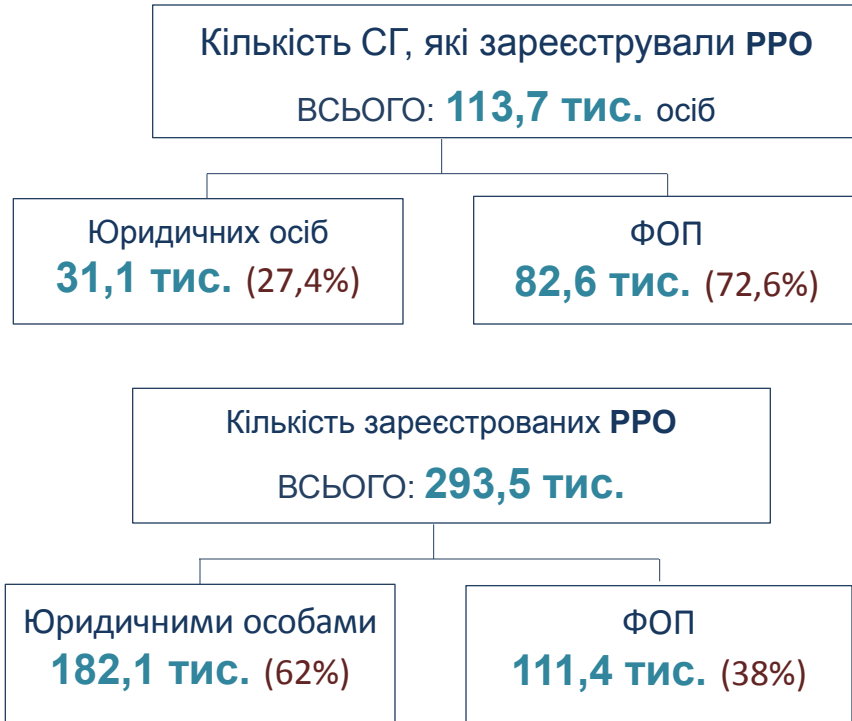 Кількість СГ, які зареєстрували РРО
ВСЬОГО: 113,7 тис. осіб
Юридичних осіб
31,1 тис. (27,4%)
ФОП
82,6 тис. (72,6%)
Кількість зареєстрованих РРО
ВСЬОГО: 293,5 тис.
Юридичними особами
182,1 тис. (62%)
ФОП
111,4 тис. (38%)